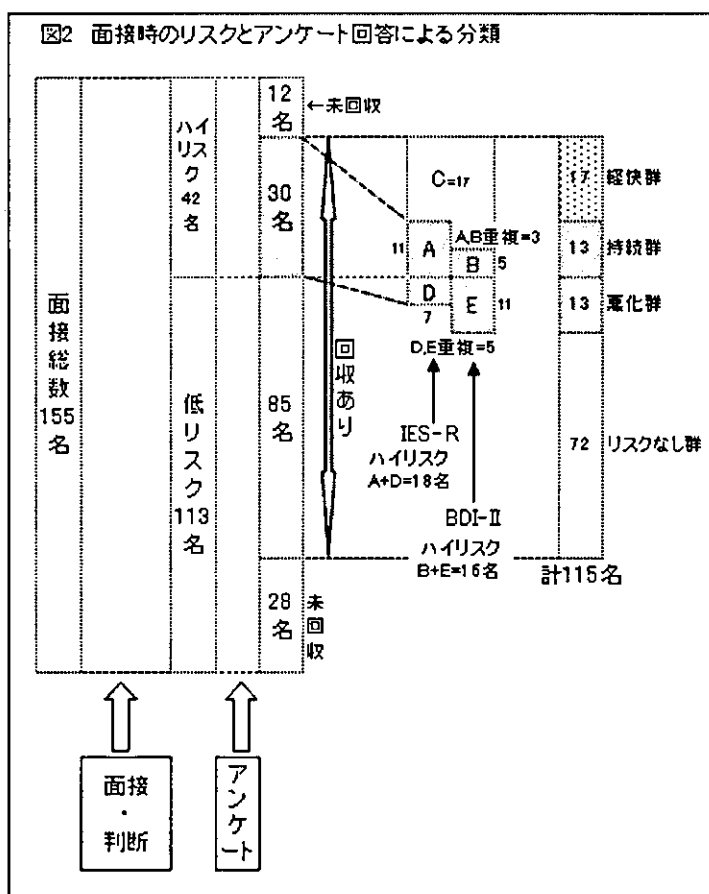 図2 面接時のリスクとアンケート回答による分類
面接総数
155
名
ハイリスク
42
名
低リスク
113
名
12
名
←未回収
30
名
85
名
28
名
未回収
回収あり
C=17
A,B重複=3
11
A
B
5
D
7
E
11
D,E重複=5
IES-R
ハイリスク
A+D=18名
BDI-II
ハイリスク
B+E=16名
17
軽快群
13
持続群
13
悪化群
72
リスクなし群
計115名
面接
・
判断
アンケート